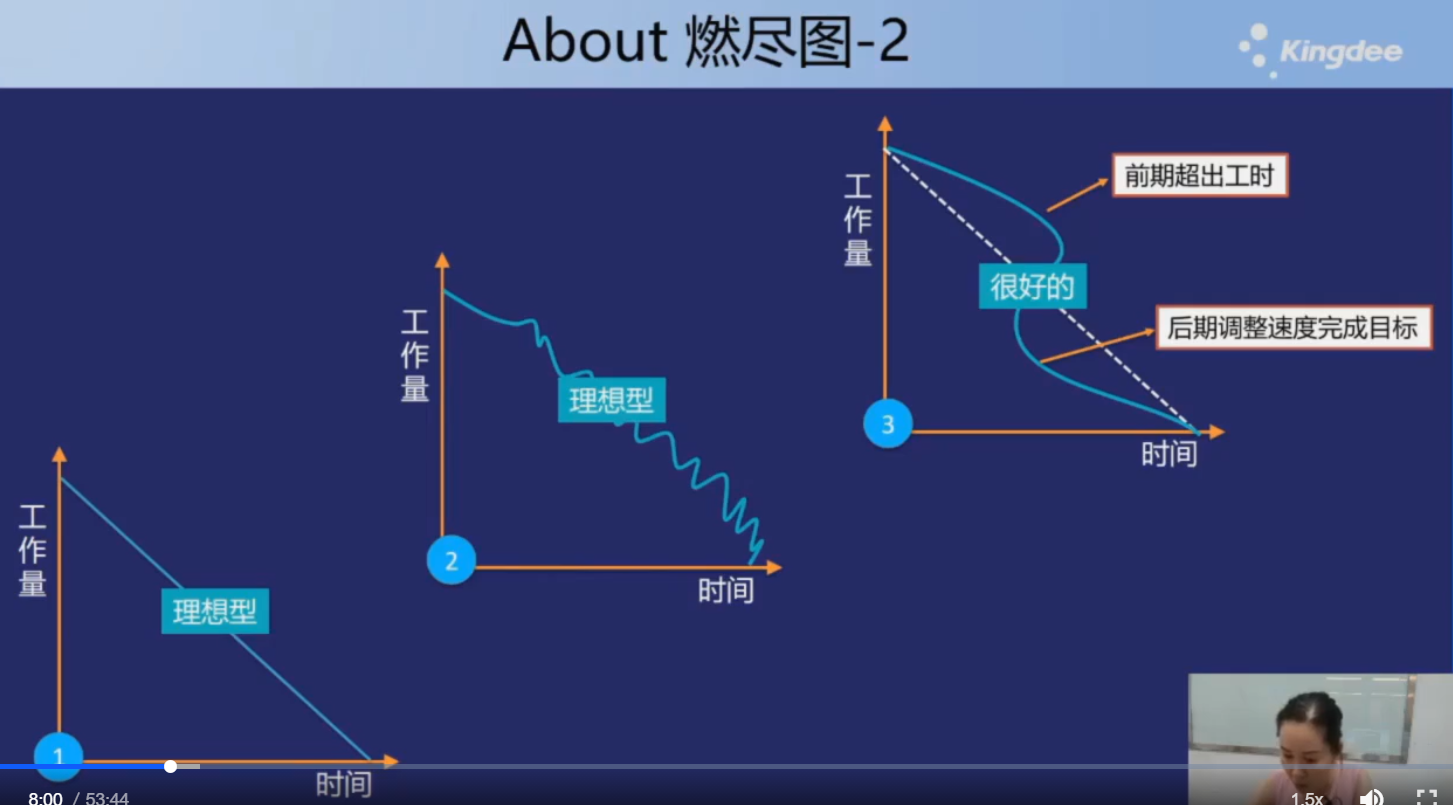 About 燃尽图-2
Kingdee
工作量
前期超出工时
很好的
后期调整速度完成目标
3
时间
工作量
理想型
2
时间
工作量
理想型
1
时间
8:00 / 53:44
1.5x